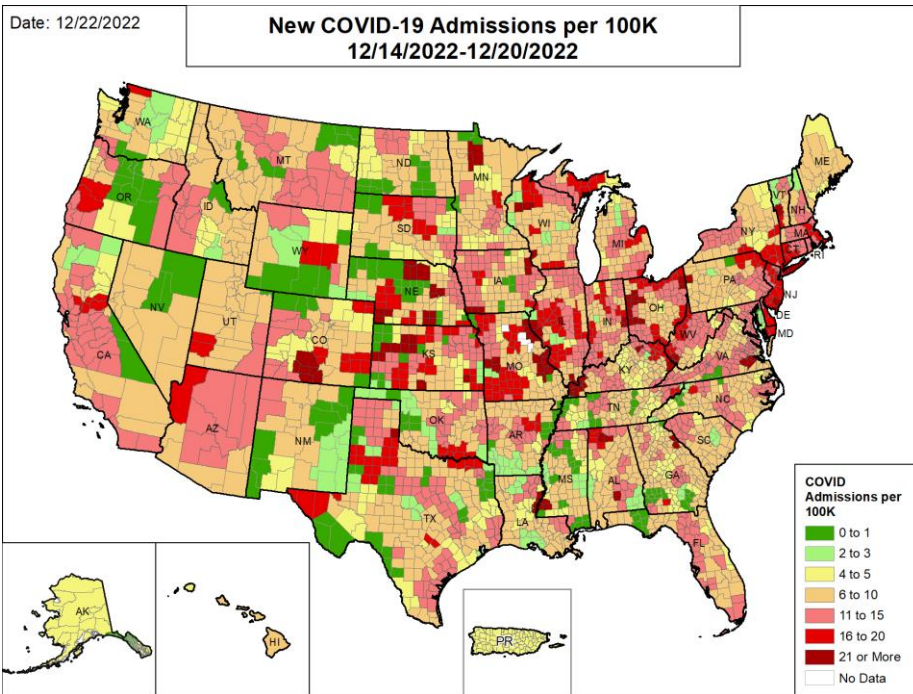 Date: 12/22/2022
New COVID-19 Admissions per 100K
12/14/2022-12/20/2022
WA
MT
ND
MN
ME
OR
ID
SD
WI
MI
VT
NH
NY
MA
CT
RI
WY
IA
NE
PA
NJ
NV
UT
CO
KS
MO
IL
IN
OH
WV
DE
MD
VA
KY
CA
AZ
NM
OK
AR
TN
NC
SC
TX
LA
MS
AL
GA
FL
AK
HI
PR
COVID
Admissions per
100K
0 to 1
2 to 3
4 to 5
6 to 10
11 to 15
16 to 20
21 or More
No Data